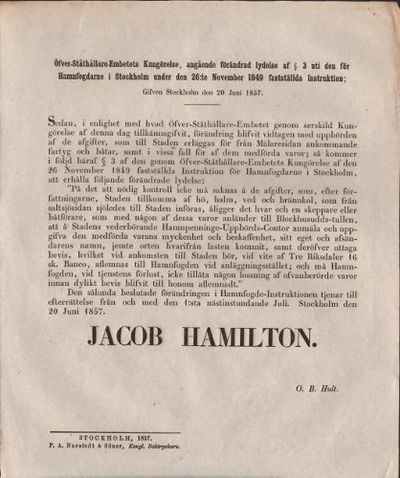 Öfver-Ståthållare-Embetets Kungörelse, angående förändrad lydelse af § 3 uti den för
Hamnfogdarne i Stockholm under den 26:te November 1849 fastställda Instruktion;
Gifven Stockholm den 20 Juni 1857.
Sedan, i enlighet med hvad Öfver-Ståthållare-Embetet genom serskild Kun-
görelse af denna dag tillkännagifvit, förändring blifvit vidtagen med upphörden
af de afgifter, som till Staden erläggas för från Mälaresidan ankommande
fartyg och båtar, samt i vissa fall för af dem medförda varor; så kommer
i följd häraf § 3 af den genom Öfver-Ståthållare-Embetets Kungörelse af den
26 November 1849 fastställda Instruktion för Hamnfogdarne i Stockholm,
att erhålla följande förändrade lydelse:
"På det att nödig kontroll icke må saknas å de afgifter, som, efter för-
fattningarne, Staden tillkomma af hö, halm, ved och brännkol, som från
saltsjösidan sjöledes till Staden införas, åligger det hvar och en skeppare eller
båtförare, som med någon af dessa varor anländer till Blockhusudds-tullen,
att å Stadens vederbörande Hamnpennings-Uppbörds-Contor anmäla och upp-
gifva den medförda varans myckenhet och beskaffenhet, sitt eget och afsän-
darens namn, jemte orten hvarifrån lasten kommit, samt deröfver uttaga
bevis, hvilket vid ankomsten till Staden bör, vid vite af Tre Riksdaler 16
sk. Banco, aflemnas till Hamnfogden vid anläggningsstället; och må Hamn-
fogden, vid tjenstens förlust, icke tillåta någon lossning af ofvanberörde varor
innan dylikt bevis blifvit till honom aflemnadt."
Den sålunda beslutade förändringen i Hamnfogde-Instruktionen tjenar till
efterrättelse från och med den 1:sta nästinstundande Juli. Stockholm den
20 Juni 1857.
JACOB HAMILTON.
O. B. Hult.
STOCKHOLM, 1857.
P. A. Norstedt & Söner, Kongl. Boktryckare.